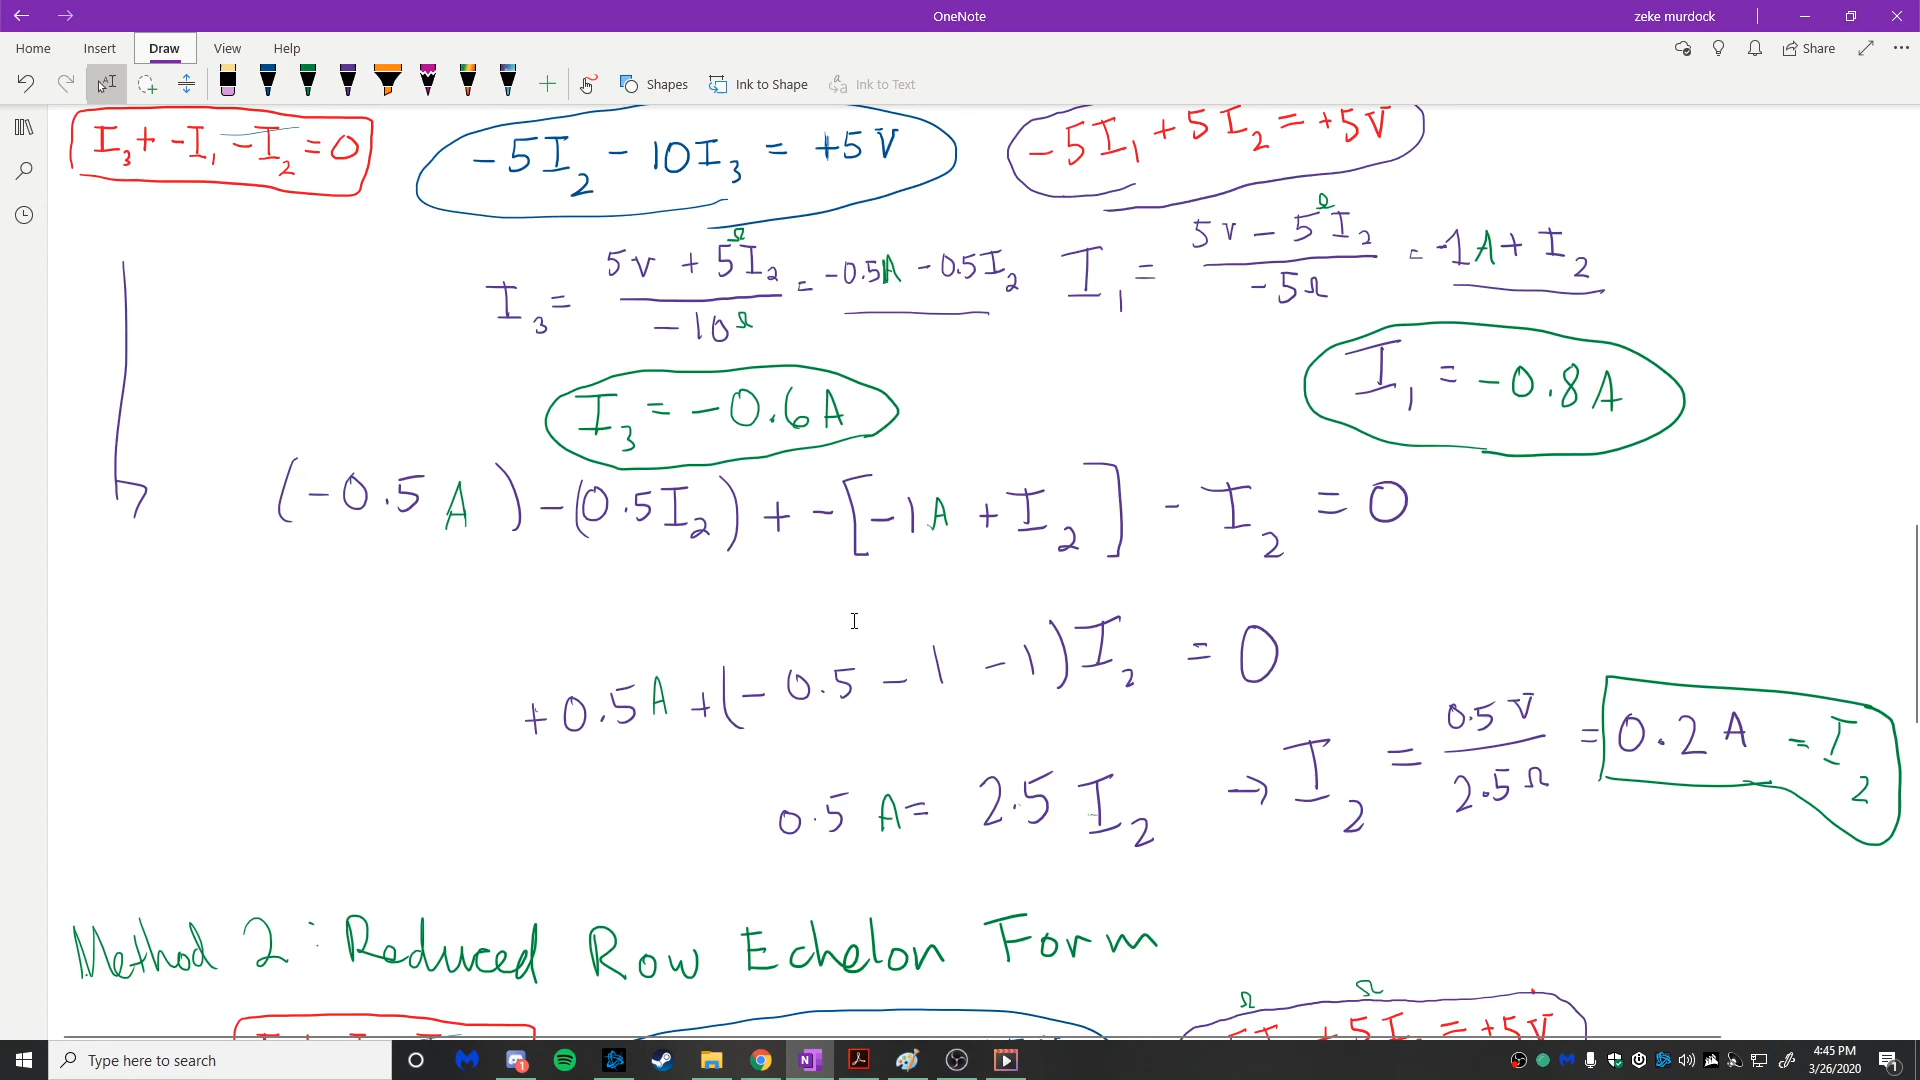 OneNote
zeke murdock
Home Insert Draw View Help
Share
Shapes Ink to Shape Ink to Text
I₃ + -I₁ - I₂ = 0
-5I₂ - 10I₃ = +5V
-5I₁ + 5I₂ = +5V
I₃ = (5V + 5ΩI₂)/(-10Ω) = -0.5A - 0.5I₂
I₁ = (5V - 5ΩI₂)/(-5Ω) = -1A + I₂
I₃ = -0.6A
I₁ = -0.8A
(-0.5A) - (0.5I₂) + -[-1A + I₂] - I₂ = 0
+0.5A + (-0.5 - 1 - 1)I₂ = 0
0.5A = 2.5I₂ → I₂ = 0.5V/2.5Ω = 0.2A = I₂
Method 2: Reduced Row Echelon Form
Ω Ω
+ 5I = +5V
Type here to search
4:45 PM
3/26/2020